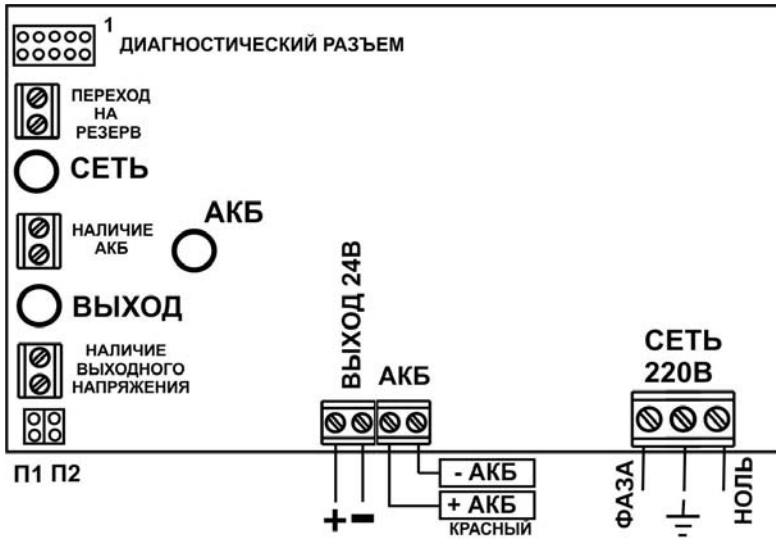 1
ДИАГНОСТИЧЕСКИЙ РАЗЪЕМ
ПЕРЕХОД
НА
РЕЗЕРВ
СЕТЬ
АКБ
НАЛИЧИЕ
АКБ
ВЫХОД
НАЛИЧИЕ
ВЫХОДНОГО
НАПРЯЖЕНИЯ
П1 П2
ВЫХОД 24В
АКБ
+ −
- АКБ
+ АКБ
КРАСНЫЙ
СЕТЬ
220В
ФАЗА
НОЛЬ